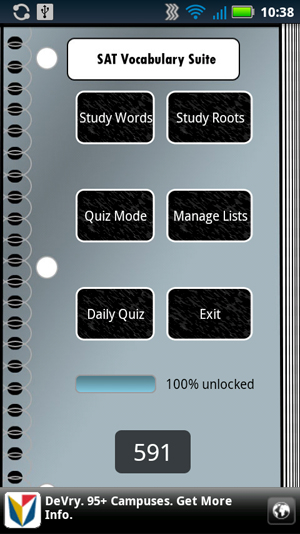 10:38
SAT Vocabulary Suite
Study Words
Study Roots
Quiz Mode
Manage Lists
Daily Quiz
Exit
100% unlocked
591
DeVry. 95+ Campuses. Get More
Info.